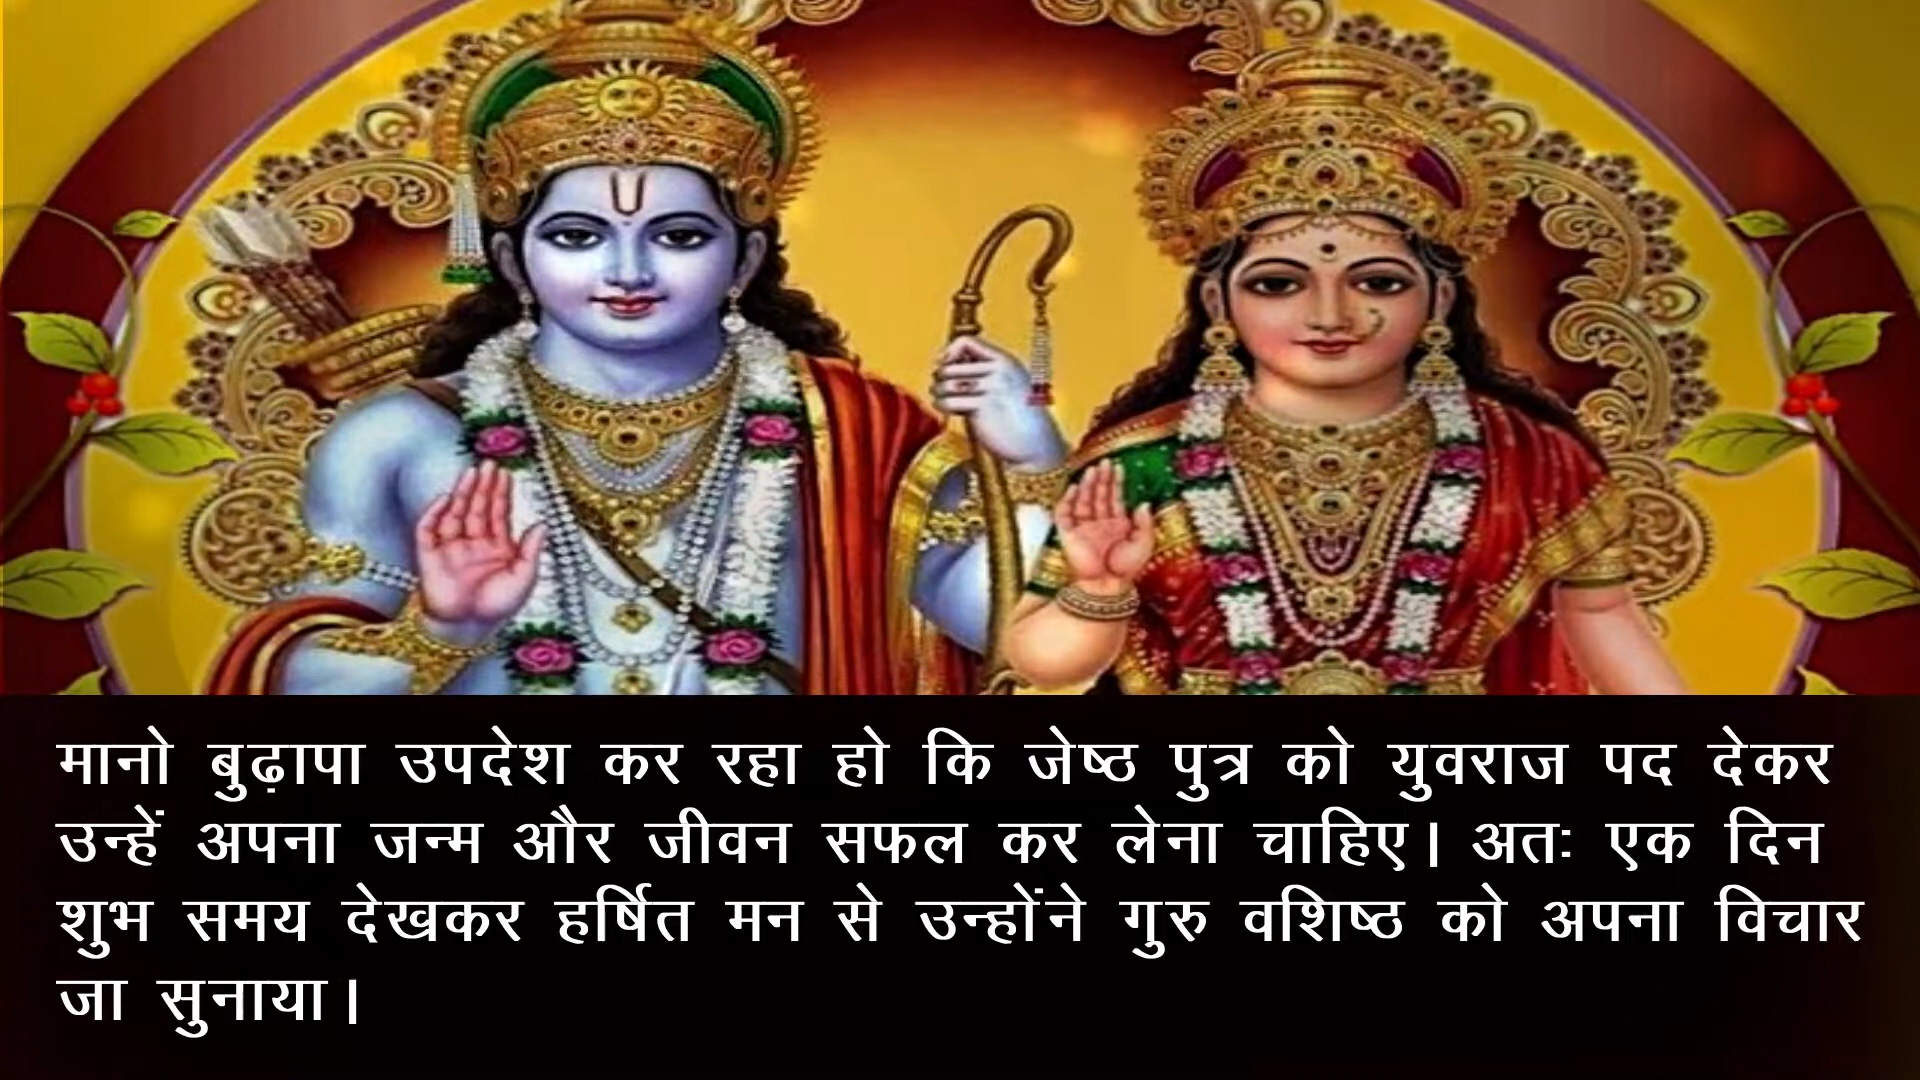 मानो बुढ़ापा उपदेश कर रहा हो कि जेष्ठ पुत्र को युवराज पद देकर
उन्हें अपना जन्म और जीवन सफल कर लेना चाहिए। अतः एक दिन
शुभ समय देखकर हर्षित मन से उन्होंने गुरु वशिष्ठ को अपना विचार
जा सुनाया।